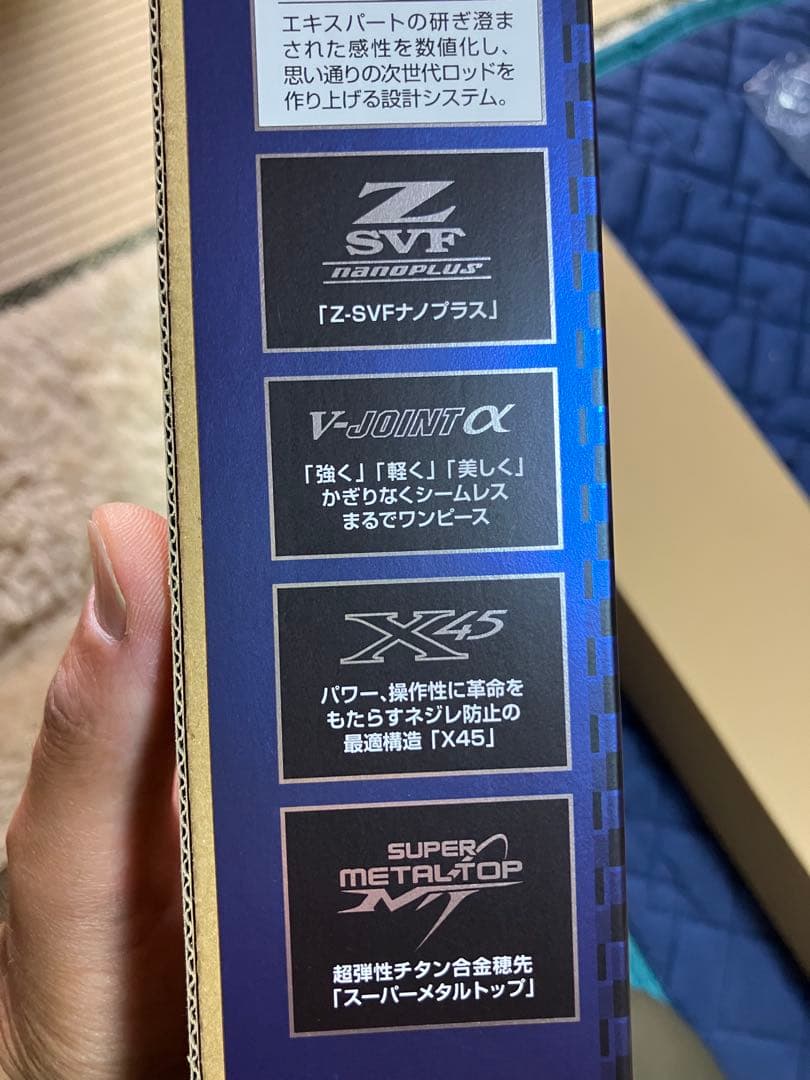 エキスパートの研ぎ澄ま
された感性を数値化し、
思い通りの次世代ロッドを
作り上げる設計システム。
Z
SVF
nanoPLUS
「Z-SVFナノプラス」
V-JOINT α
「強く」「軽く」「美しく」
かぎりなくシームレス
まるでワンピース
X45
パワー、操作性に革命を
もたらすネジレ防止の
最適構造「X45」
SUPER
METAL-TOP
MT
超弾性チタン合金穂先
「スーパーメタルトップ」